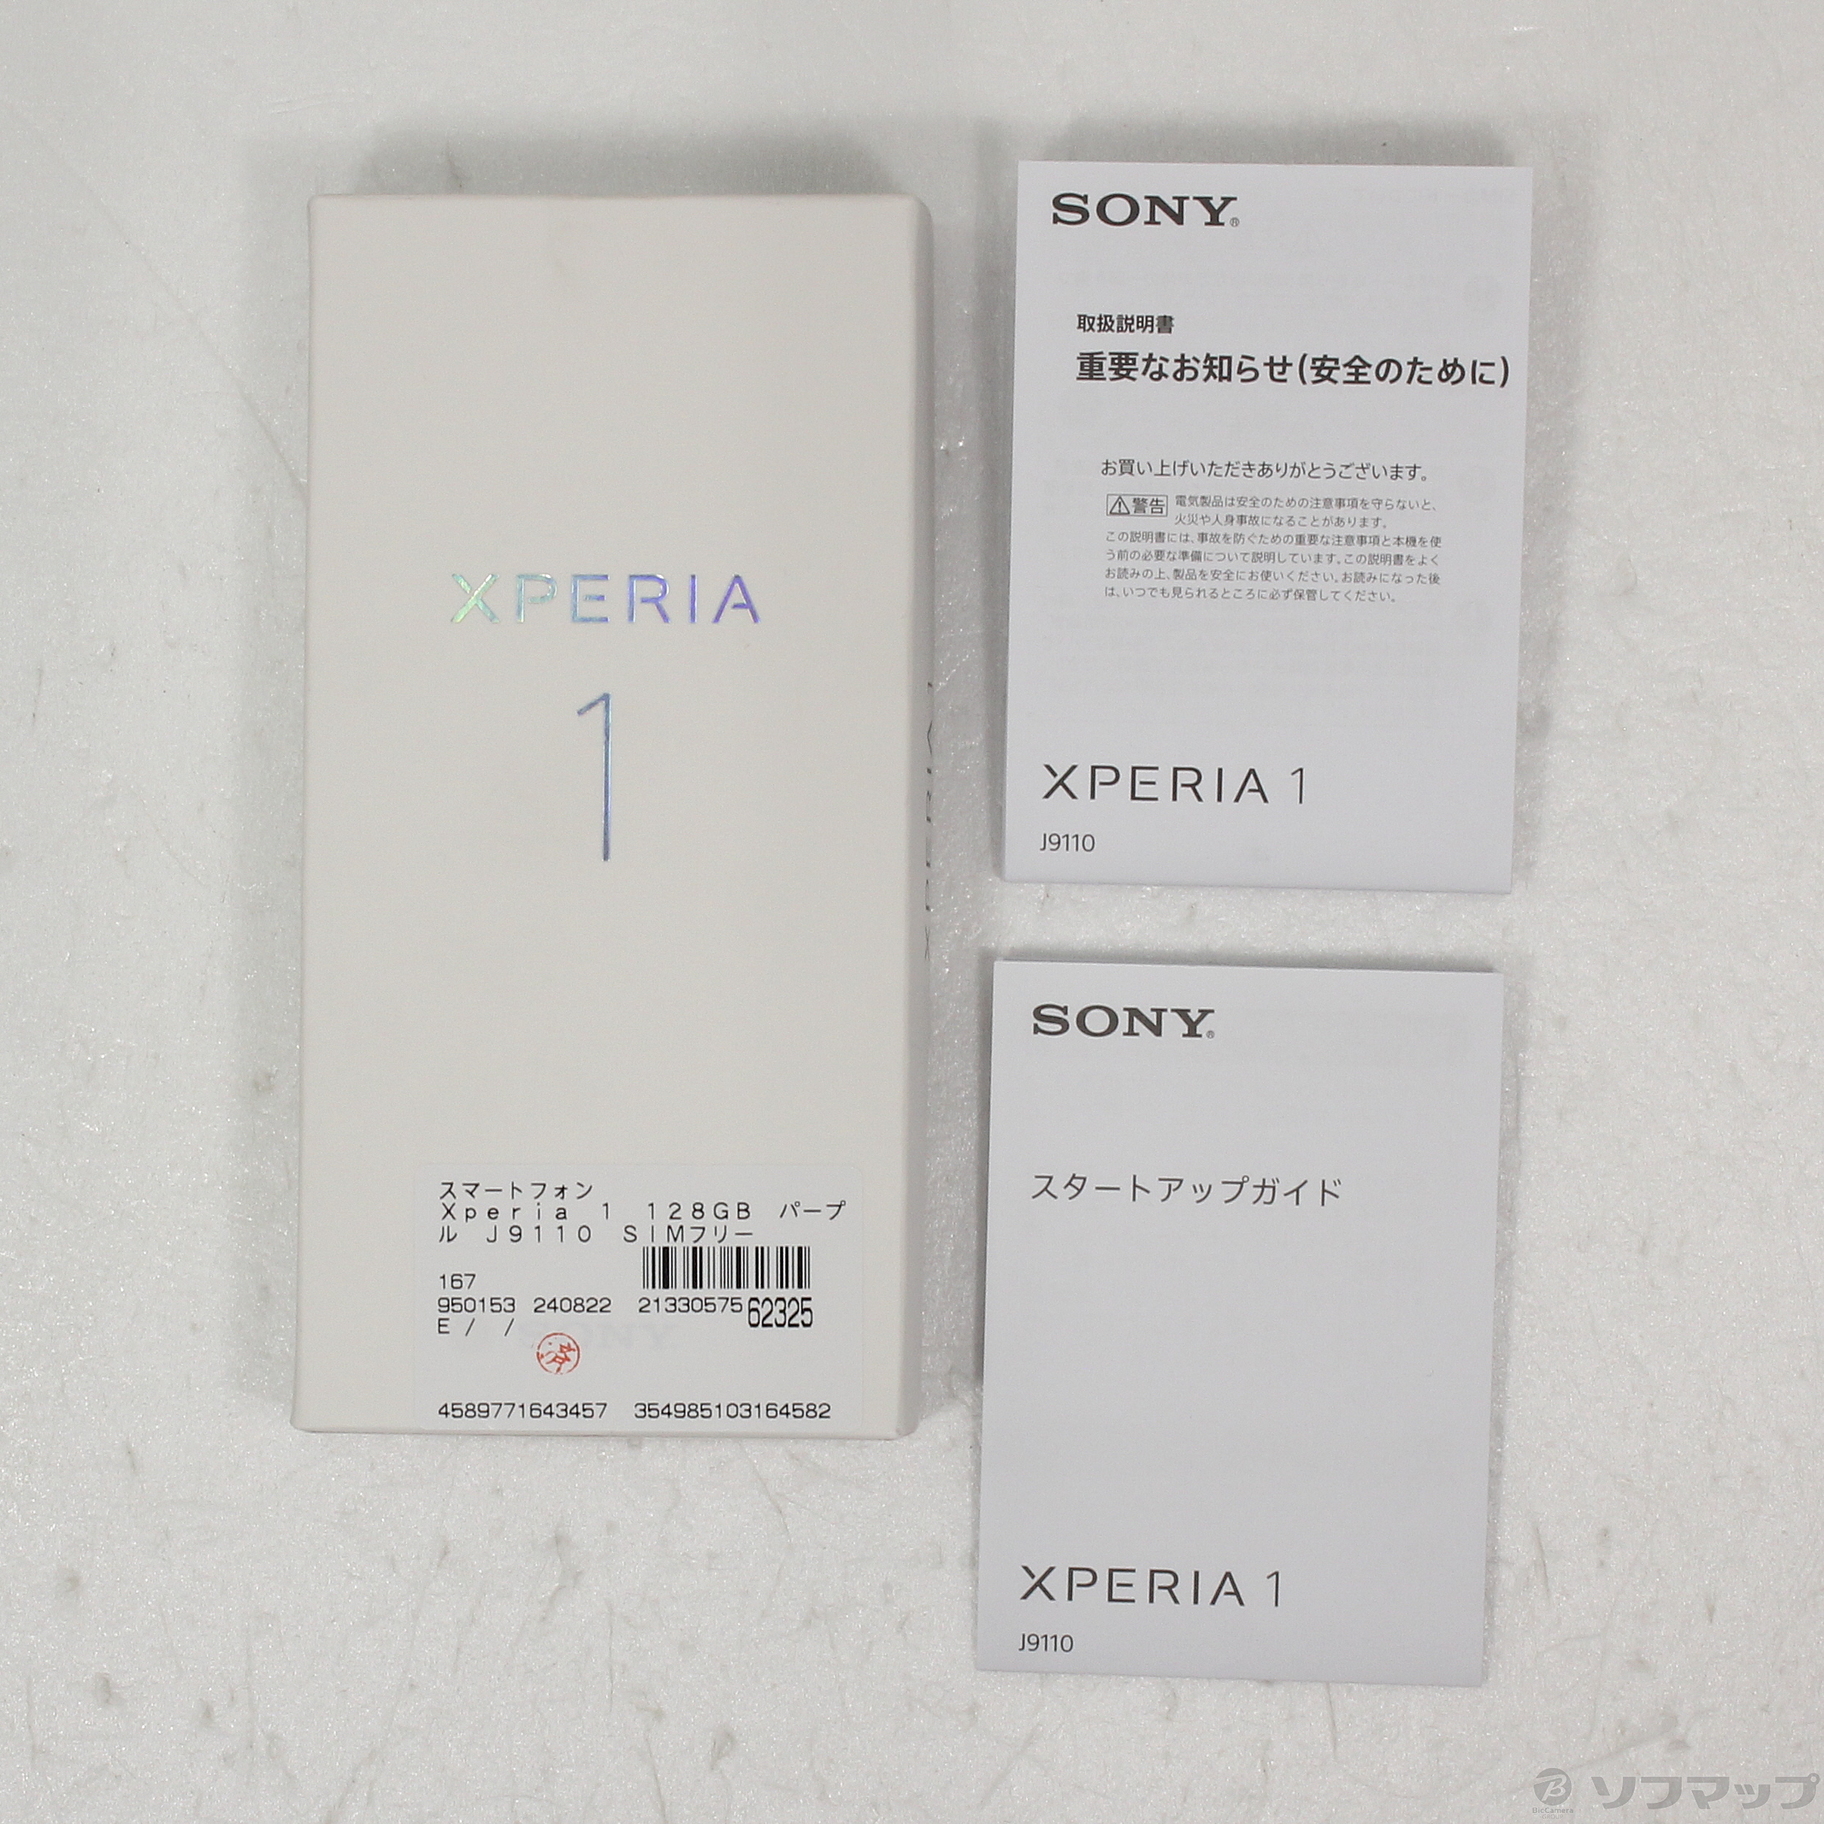 XPERIA
1
スマートフォン
Xperia 1 128GB パープ
ル J9110 SIMフリー
167
950153 240822 2133057562325
E / /
済
4589771643457 354985103164582
SONY®
取扱説明書
重要なお知らせ(安全のために)
お買い上げいただきありがとうございます。
⚠警告 電気製品は安全のための注意事項を守らないと、
火災や人身事故になることがあります。
この説明書には、事故を防ぐための重要な注意事項と本機を使
う前の必要な準備について説明しています。この説明書をよく
お読みの上、製品を安全にお使いください。お読みになった後
は、いつでも見られるところに必ず保管してください。
XPERIA 1
J9110
SONY®
スタートアップガイド
XPERIA 1
J9110
BicCamera
ソフマップ